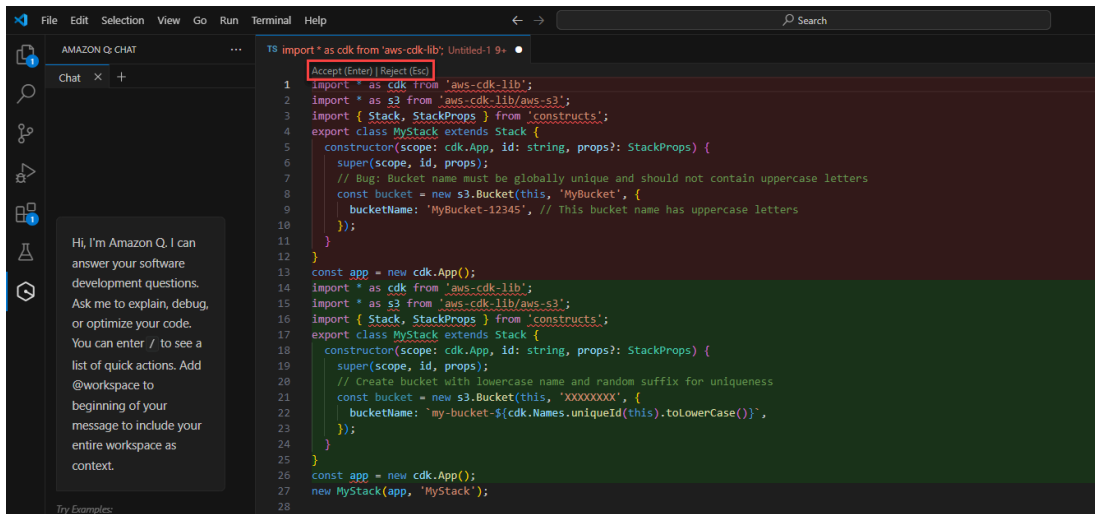 File Edit Selection View Go Run Terminal Help
Search
AMAZON Q: CHAT
TS import * as cdk from 'aws-cdk-lib'; Untitled-1 9+
Chat
Accept (Enter) | Reject (Esc)
1 import * as cdk from 'aws-cdk-lib';
2 import * as s3 from 'aws-cdk-lib/aws-s3';
3 import { Stack, StackProps } from 'constructs';
4 export class MyStack extends Stack {
5 constructor(scope: cdk.App, id: string, props?: StackProps) {
6 super(scope, id, props);
7 // Bug: Bucket name must be globally unique and should not contain uppercase letters
8 const bucket = new s3.Bucket(this, 'MyBucket', {
9 bucketName: 'MyBucket-12345', // This bucket name has uppercase letters
10 });
11 }
12 }
13 const app = new cdk.App();
14 import * as cdk from 'aws-cdk-lib';
15 import * as s3 from 'aws-cdk-lib/aws-s3';
16 import { Stack, StackProps } from 'constructs';
17 export class MyStack extends Stack {
18 constructor(scope: cdk.App, id: string, props?: StackProps) {
19 super(scope, id, props);
20 // Create bucket with lowercase name and random suffix for uniqueness
21 const bucket = new s3.Bucket(this, 'XXXXXXXX', {
22 bucketName: `my-bucket-${cdk.Names.uniqueId(this).toLowerCase()}`,
23 });
24 }
25 }
26 const app = new cdk.App();
27 new MyStack(app, 'MyStack');
28
Hi, I'm Amazon Q. I can
answer your software
development questions.
Ask me to explain, debug,
or optimize your code.
You can enter / to see a
list of quick actions. Add
@workspace to
beginning of your
message to include your
entire workspace as
context.
Try Examples:
1
1